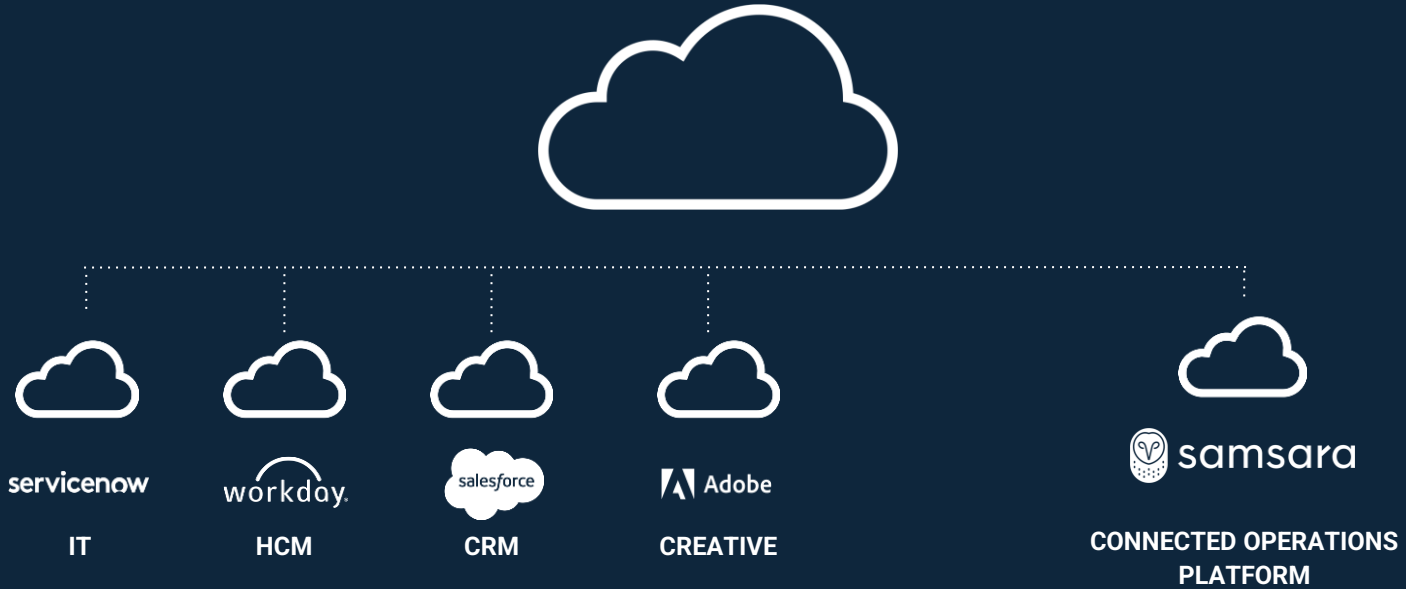 servicenow
workday.
salesforce
Adobe
samsara
IT
HCM
CRM
CREATIVE
CONNECTED OPERATIONS
PLATFORM